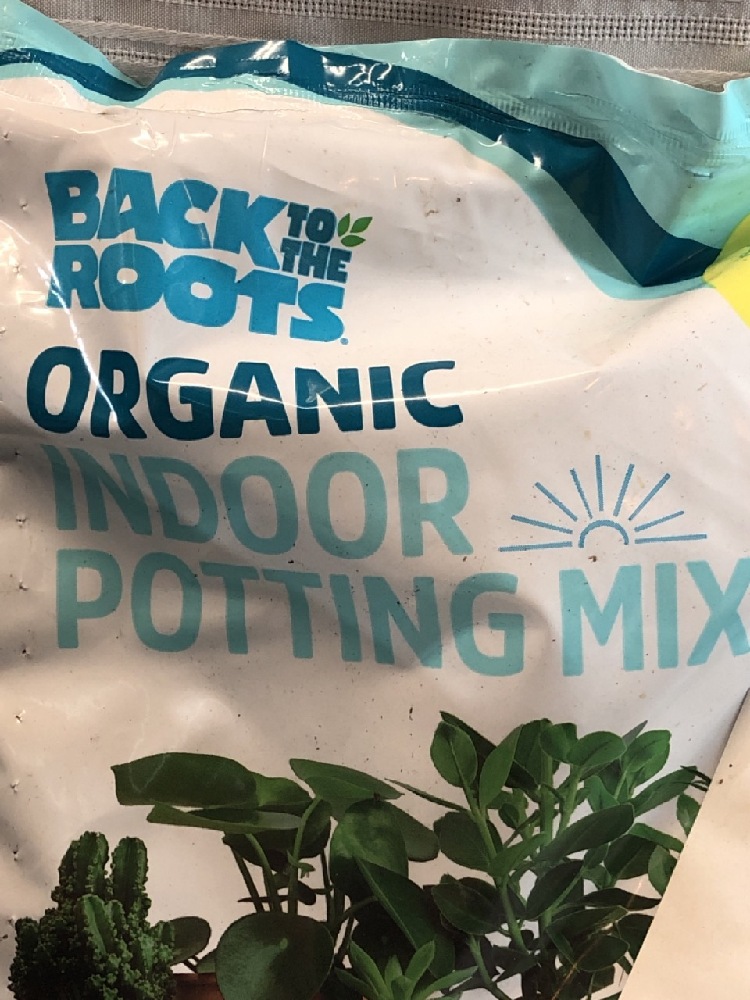 BACK TO THE ROOTS®
ORGANIC
INDOOR
POTTING MIX